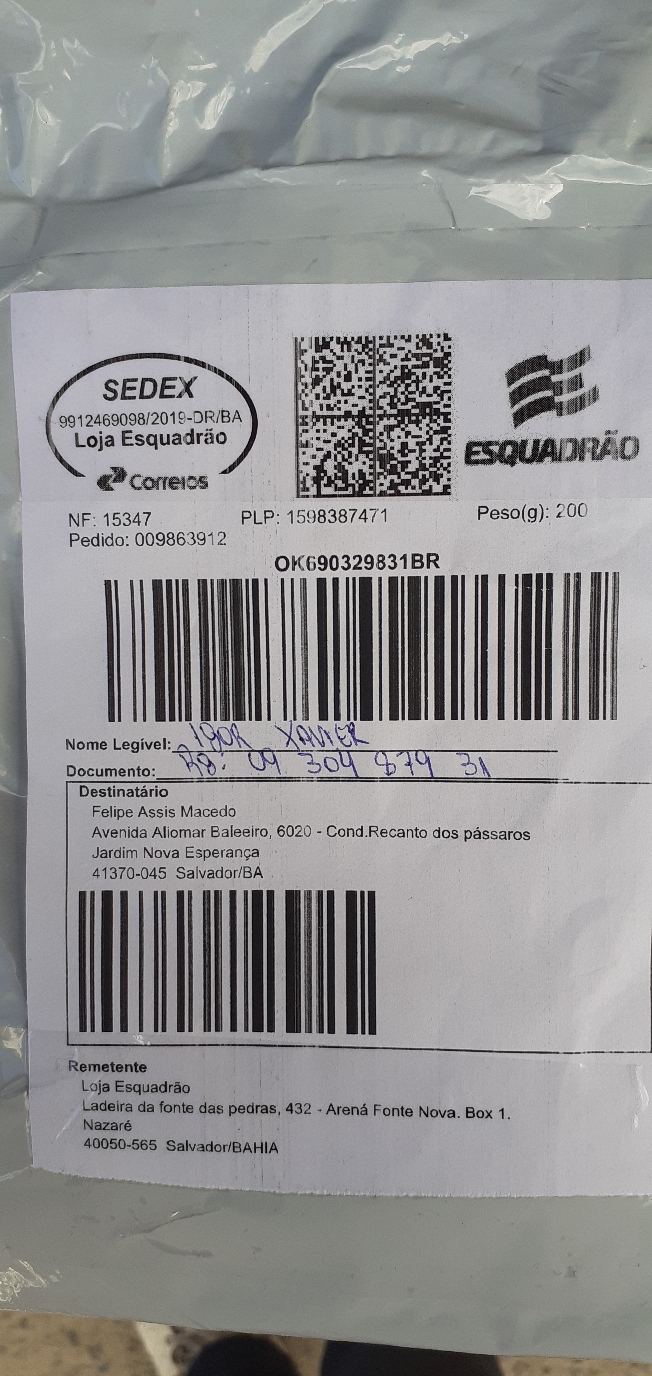 SEDEX
9912469098/2019-DR/BA
Loja Esquadrão
Correios
ESQUADRÃO
NF: 15347 PLP: 1598387471 Peso(g): 200
Pedido: 009863912
OK690329831BR
Nome Legível: IGOR XAVIER
Documento: RG: 09 304 879 31
Destinatário
Felipe Assis Macedo
Avenida Aliomar Baleeiro, 6020 - Cond.Recanto dos pássaros
Jardim Nova Esperança
41370-045 Salvador/BA
Remetente
Loja Esquadrão
Ladeira da fonte das pedras, 432 - Arená Fonte Nova. Box 1.
Nazaré
40050-565 Salvador/BAHIA